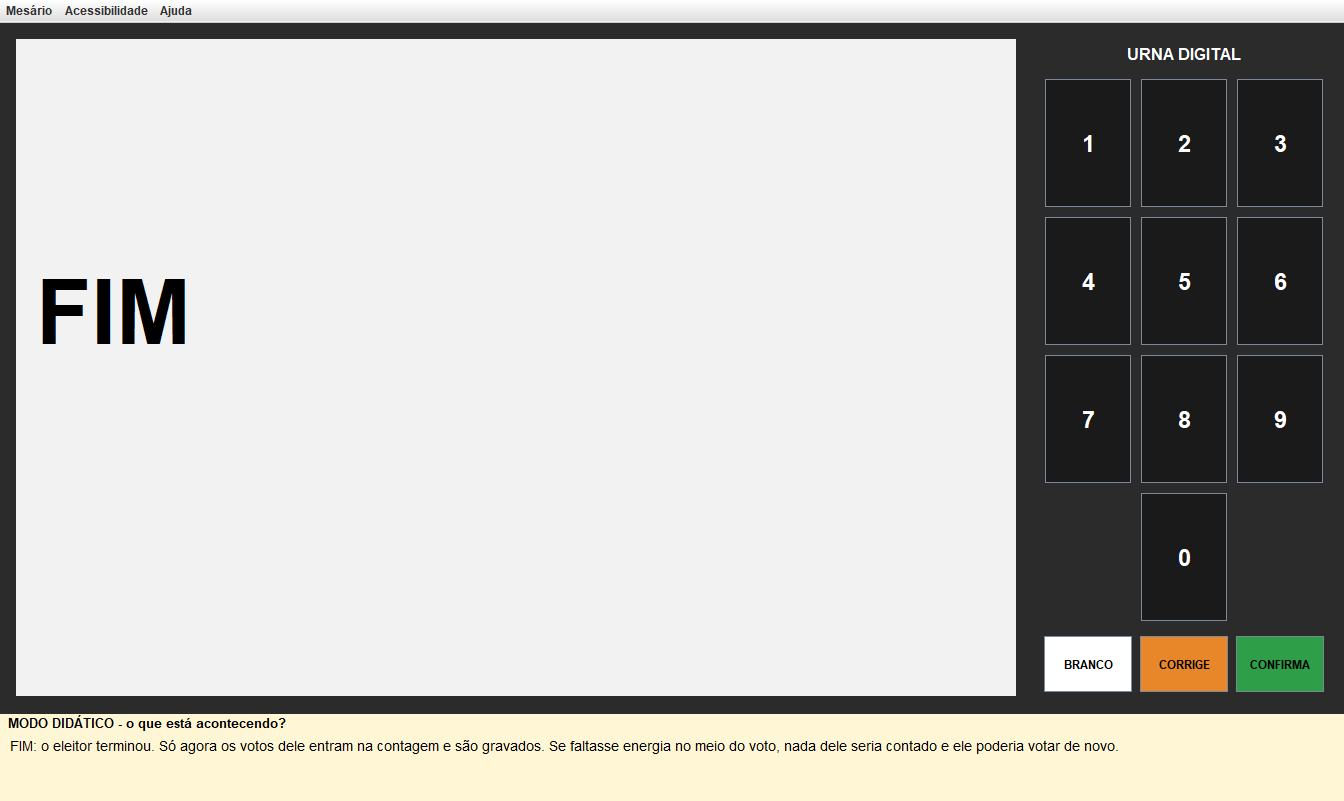 Mesário Acessibilidade Ajuda
FIM
URNA DIGITAL
1 2 3
4 5 6
7 8 9
0
BRANCO CORRIGE CONFIRMA
MODO DIDÁTICO - o que está acontecendo?
FIM: o eleitor terminou. Só agora os votos dele entram na contagem e são gravados. Se faltasse energia no meio do voto, nada dele seria contado e ele poderia votar de novo.